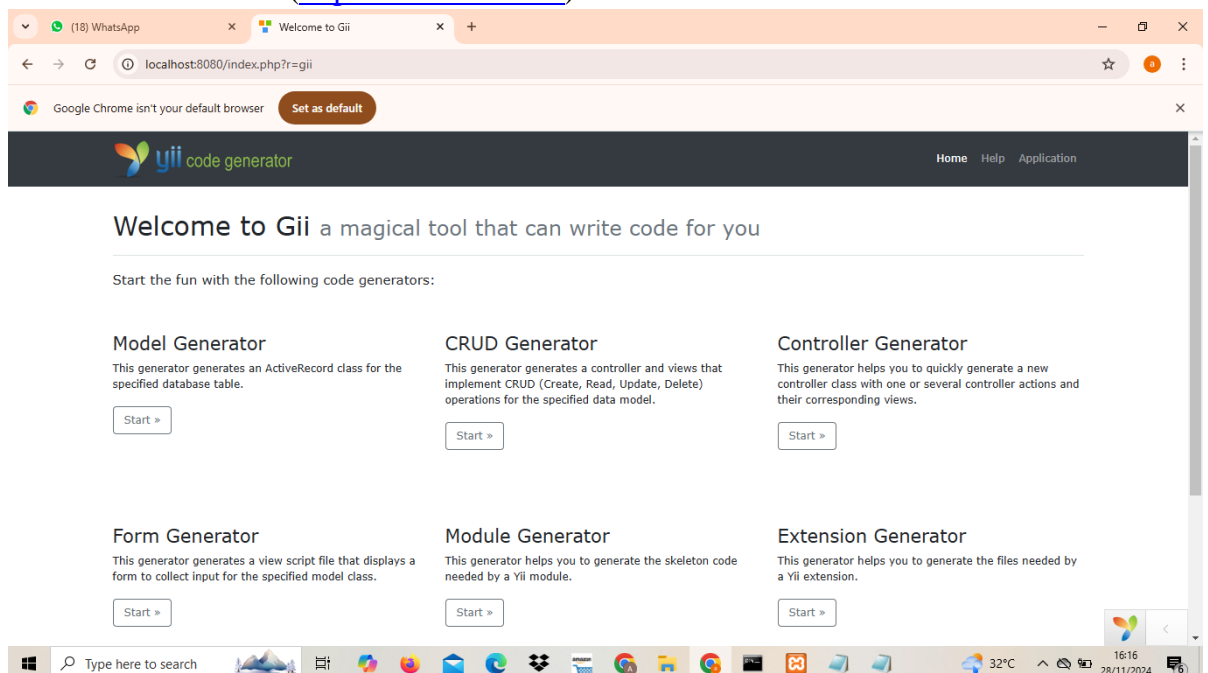 (18) WhatsApp
Welcome to Gii
localhost:8080/index.php?r=gii
a
Google Chrome isn't your default browser
Set as default
yii code generator
Home Help Application
Welcome to Gii a magical tool that can write code for you
Start the fun with the following code generators:
Model Generator
This generator generates an ActiveRecord class for the
specified database table.
Start »
CRUD Generator
This generator generates a controller and views that
implement CRUD (Create, Read, Update, Delete)
operations for the specified data model.
Start »
Controller Generator
This generator helps you to quickly generate a new
controller class with one or several controller actions and
their corresponding views.
Start »
Form Generator
This generator generates a view script file that displays a
form to collect input for the specified model class.
Start »
Module Generator
This generator helps you to generate the skeleton code
needed by a Yii module.
Start »
Extension Generator
This generator helps you to generate the files needed by
a Yii extension.
Start »
Type here to search
32°C
16:16
28/11/2024
6